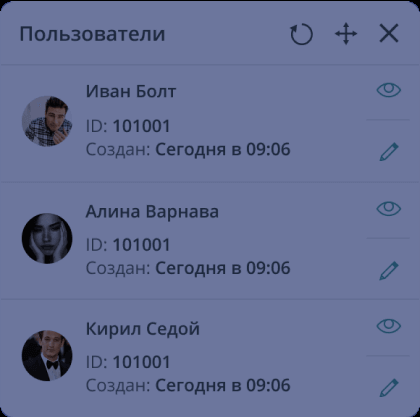 Пользователи
Иван Болт
ID: 101001
Создан: Сегодня в 09:06
Алина Варнава
ID: 101001
Создан: Сегодня в 09:06
Кирил Седой
ID: 101001
Создан: Сегодня в 09:06